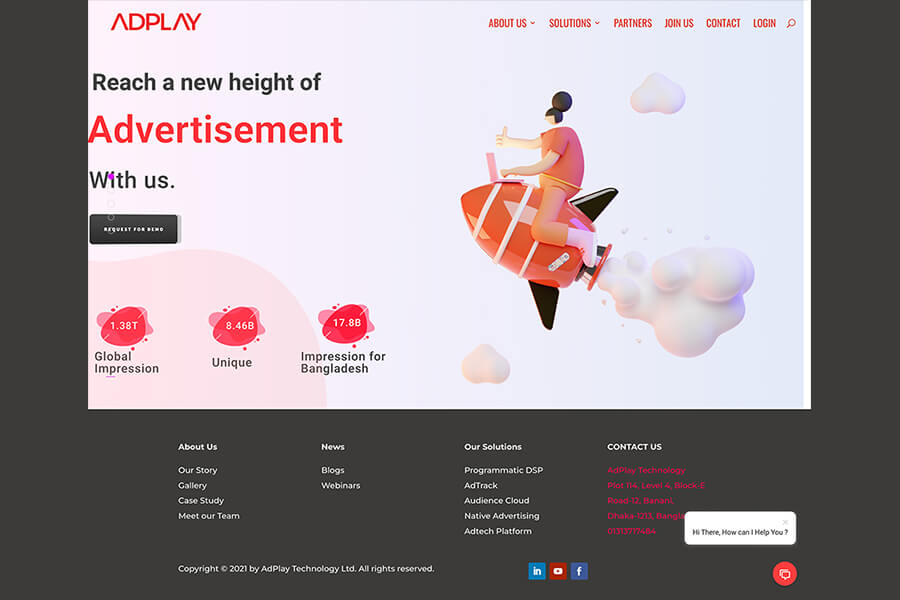 ADPLAY
ABOUT US
SOLUTIONS
PARTNERS
JOIN US
CONTACT
LOGIN
Reach a new height of
Advertisement
With us.
REQUEST FOR DEMO
1.38T
Global
Impression
8.46B
Unique
17.8B
Impression for
Bangladesh
About Us
Our Story
Gallery
Case Study
Meet our Team
News
Blogs
Webinars
Our Solutions
Programmatic DSP
AdTrack
Audience Cloud
Native Advertising
Adtech Platform
CONTACT US
AdPlay Technology
Plot 114, Level 4, Block-E
Road-12, Banani,
Dhaka-1213,
01313717484
Hi There, How can I Help You ?
Copyright © 2021 by AdPlay Technology Ltd. All rights reserved.
in
f